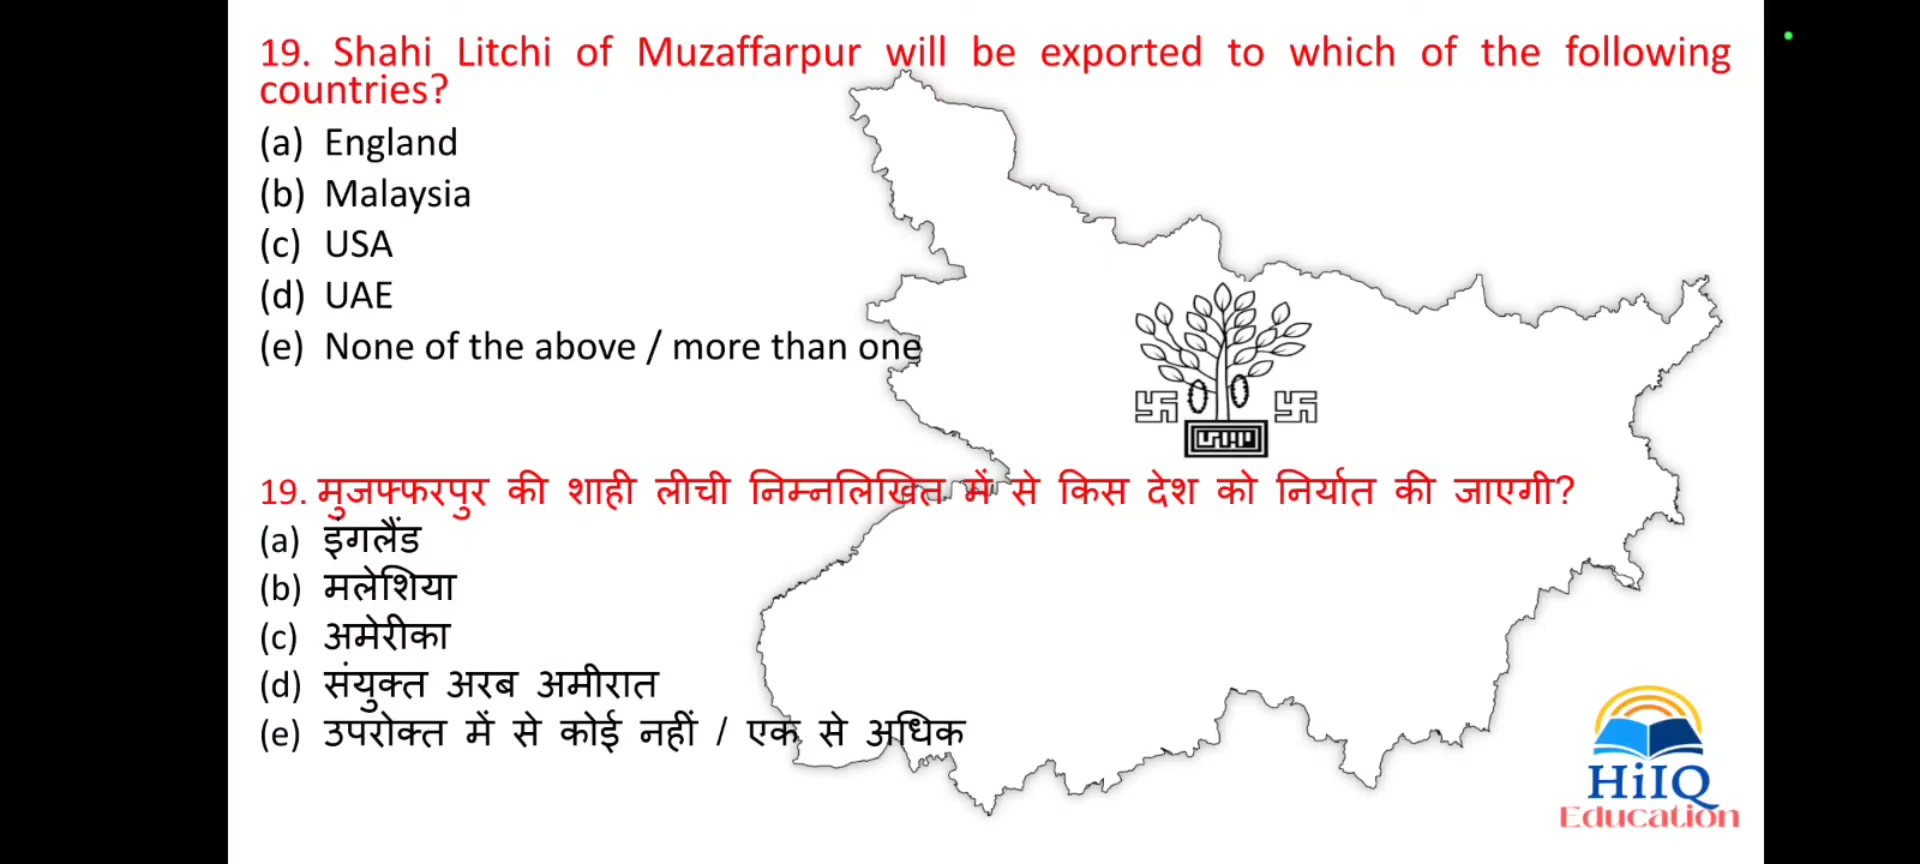 19. Shahi Litchi of Muzaffarpur will be exported to which of the following
countries?
(a) England
(b) Malaysia
(c) USA
(d) UAE
(e) None of the above / more than one
19. मुजफ्फरपुर की शाही लीची निम्नलिखित में से किस देश को निर्यात की जाएगी?
(a) इंगलैंड
(b) मलेशिया
(c) अमेरीका
(d) संयुक्त अरब अमीरात
(e) उपरोक्त में से कोई नहीं / एक से अधिक
HiIQ
Education